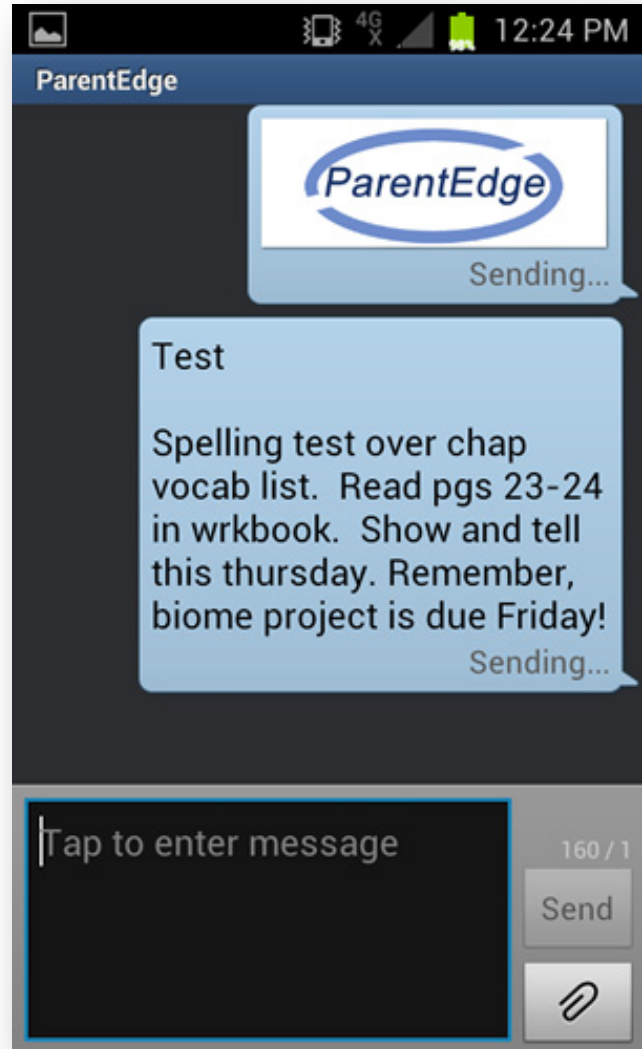 4G
X
98%
12:24 PM
ParentEdge
ParentEdge
Sending...
Test
Spelling test over chap
vocab list.  Read pgs 23-24
in wrkbook.  Show and tell
this thursday. Remember,
biome project is due Friday!
Sending...
Tap to enter message
160 / 1
Send